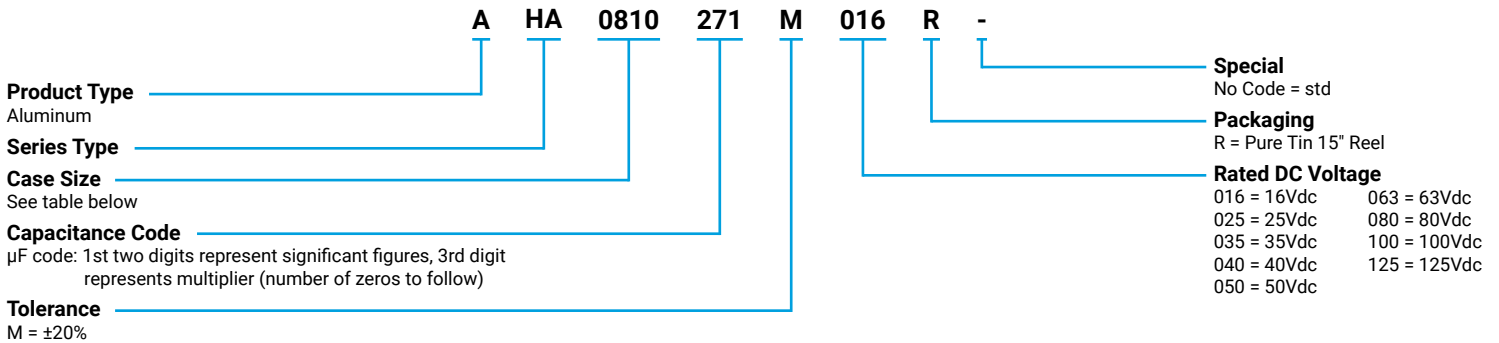 A HA 0810 271 M 016 R -
Product Type
Aluminum
Series Type
Case Size
See table below
Capacitance Code
µF code: 1st two digits represent significant figures, 3rd digit
represents multiplier (number of zeros to follow)
Tolerance
M = ±20%
Special
No Code = std
Packaging
R = Pure Tin 15" Reel
Rated DC Voltage
016 = 16Vdc 063 = 63Vdc
025 = 25Vdc 080 = 80Vdc
035 = 35Vdc 100 = 100Vdc
040 = 40Vdc 125 = 125Vdc
050 = 50Vdc